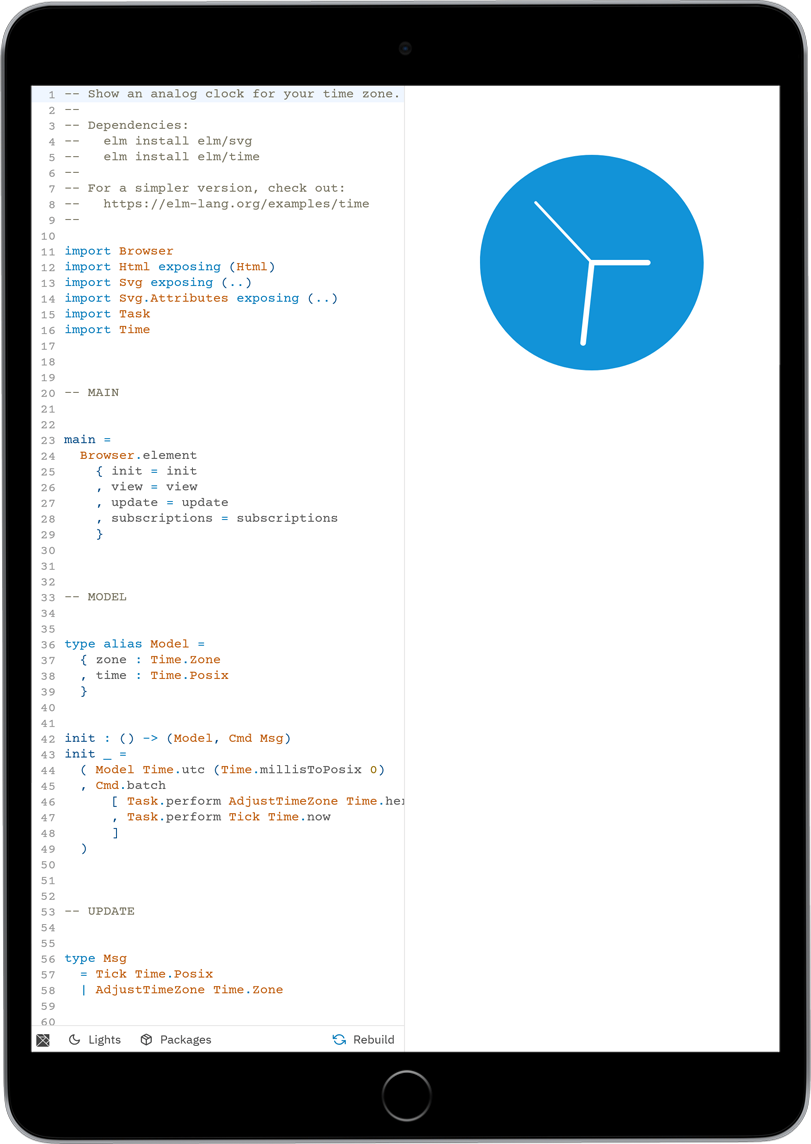 1 -- Show an analog clock for your time zone.
2 --
3 -- Dependencies:
4 --   elm install elm/svg
5 --   elm install elm/time
6 --
7 -- For a simpler version, check out:
8 --   https://elm-lang.org/examples/time
9 --
10
11 import Browser
12 import Html exposing (Html)
13 import Svg exposing (..)
14 import Svg.Attributes exposing (..)
15 import Task
16 import Time
17
18
19
20 -- MAIN
21
22
23 main =
24   Browser.element
25     { init = init
26     , view = view
27     , update = update
28     , subscriptions = subscriptions
29     }
30
31
32
33 -- MODEL
34
35
36 type alias Model =
37   { zone : Time.Zone
38   , time : Time.Posix
39   }
40
41
42 init : () -> (Model, Cmd Msg)
43 init _ =
44   ( Model Time.utc (Time.millisToPosix 0)
45   , Cmd.batch
46       [ Task.perform AdjustTimeZone Time.her
47       , Task.perform Tick Time.now
48       ]
49   )
50
51
52
53 -- UPDATE
54
55
56 type Msg
57   = Tick Time.Posix
58   | AdjustTimeZone Time.Zone
59
60
Lights Packages Rebuild